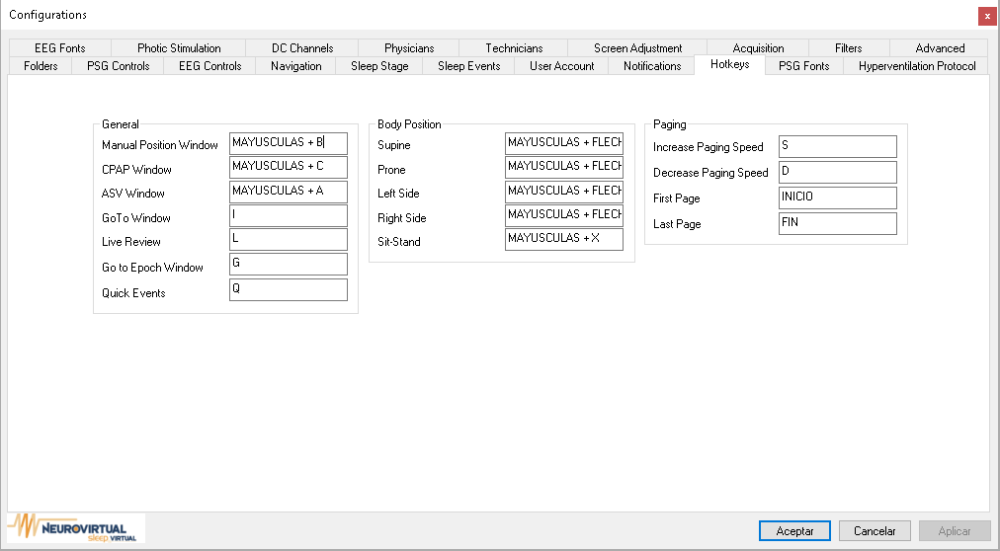 Configurations
x
EEG Fonts Photic Stimulation DC Channels Physicians Technicians Screen Adjustment Acquisition Filters Advanced
Folders PSG Controls EEG Controls Navigation Sleep Stage Sleep Events User Account Notifications Hotkeys PSG Fonts Hyperventilation Protocol
General
Manual Position Window MAYUSCULAS + B
CPAP Window MAYUSCULAS + C
ASV Window MAYUSCULAS + A
GoTo Window I
Live Review L
Go to Epoch Window G
Quick Events Q
Body Position
Supine MAYUSCULAS + FLECH
Prone MAYUSCULAS + FLECH
Left Side MAYUSCULAS + FLECH
Right Side MAYUSCULAS + FLECH
Sit-Stand MAYUSCULAS + X
Paging
Increase Paging Speed S
Decrease Paging Speed D
First Page INICIO
Last Page FIN
NEUROVIRTUAL
sleep VIRTUAL
Aceptar Cancelar Aplicar